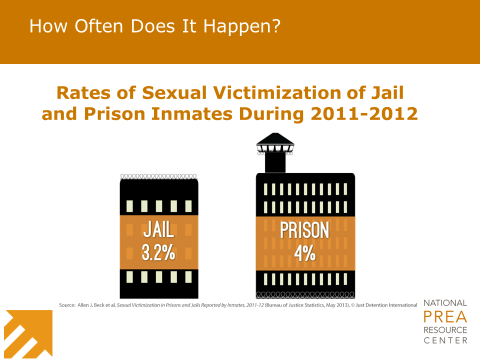 How Often Does It Happen?
Rates of Sexual Victimization of Jail
and Prison Inmates During 2011-2012
JAIL
3.2%
PRISON
4%
Source: Allen J. Beck et al, Sexual Victimization in Prisons and Jails Reported by Inmates, 2011-12 (Bureau of Justice Statistics, May 2013). © Just Detention International
NATIONAL
PREA
RESOURCE
CENTER